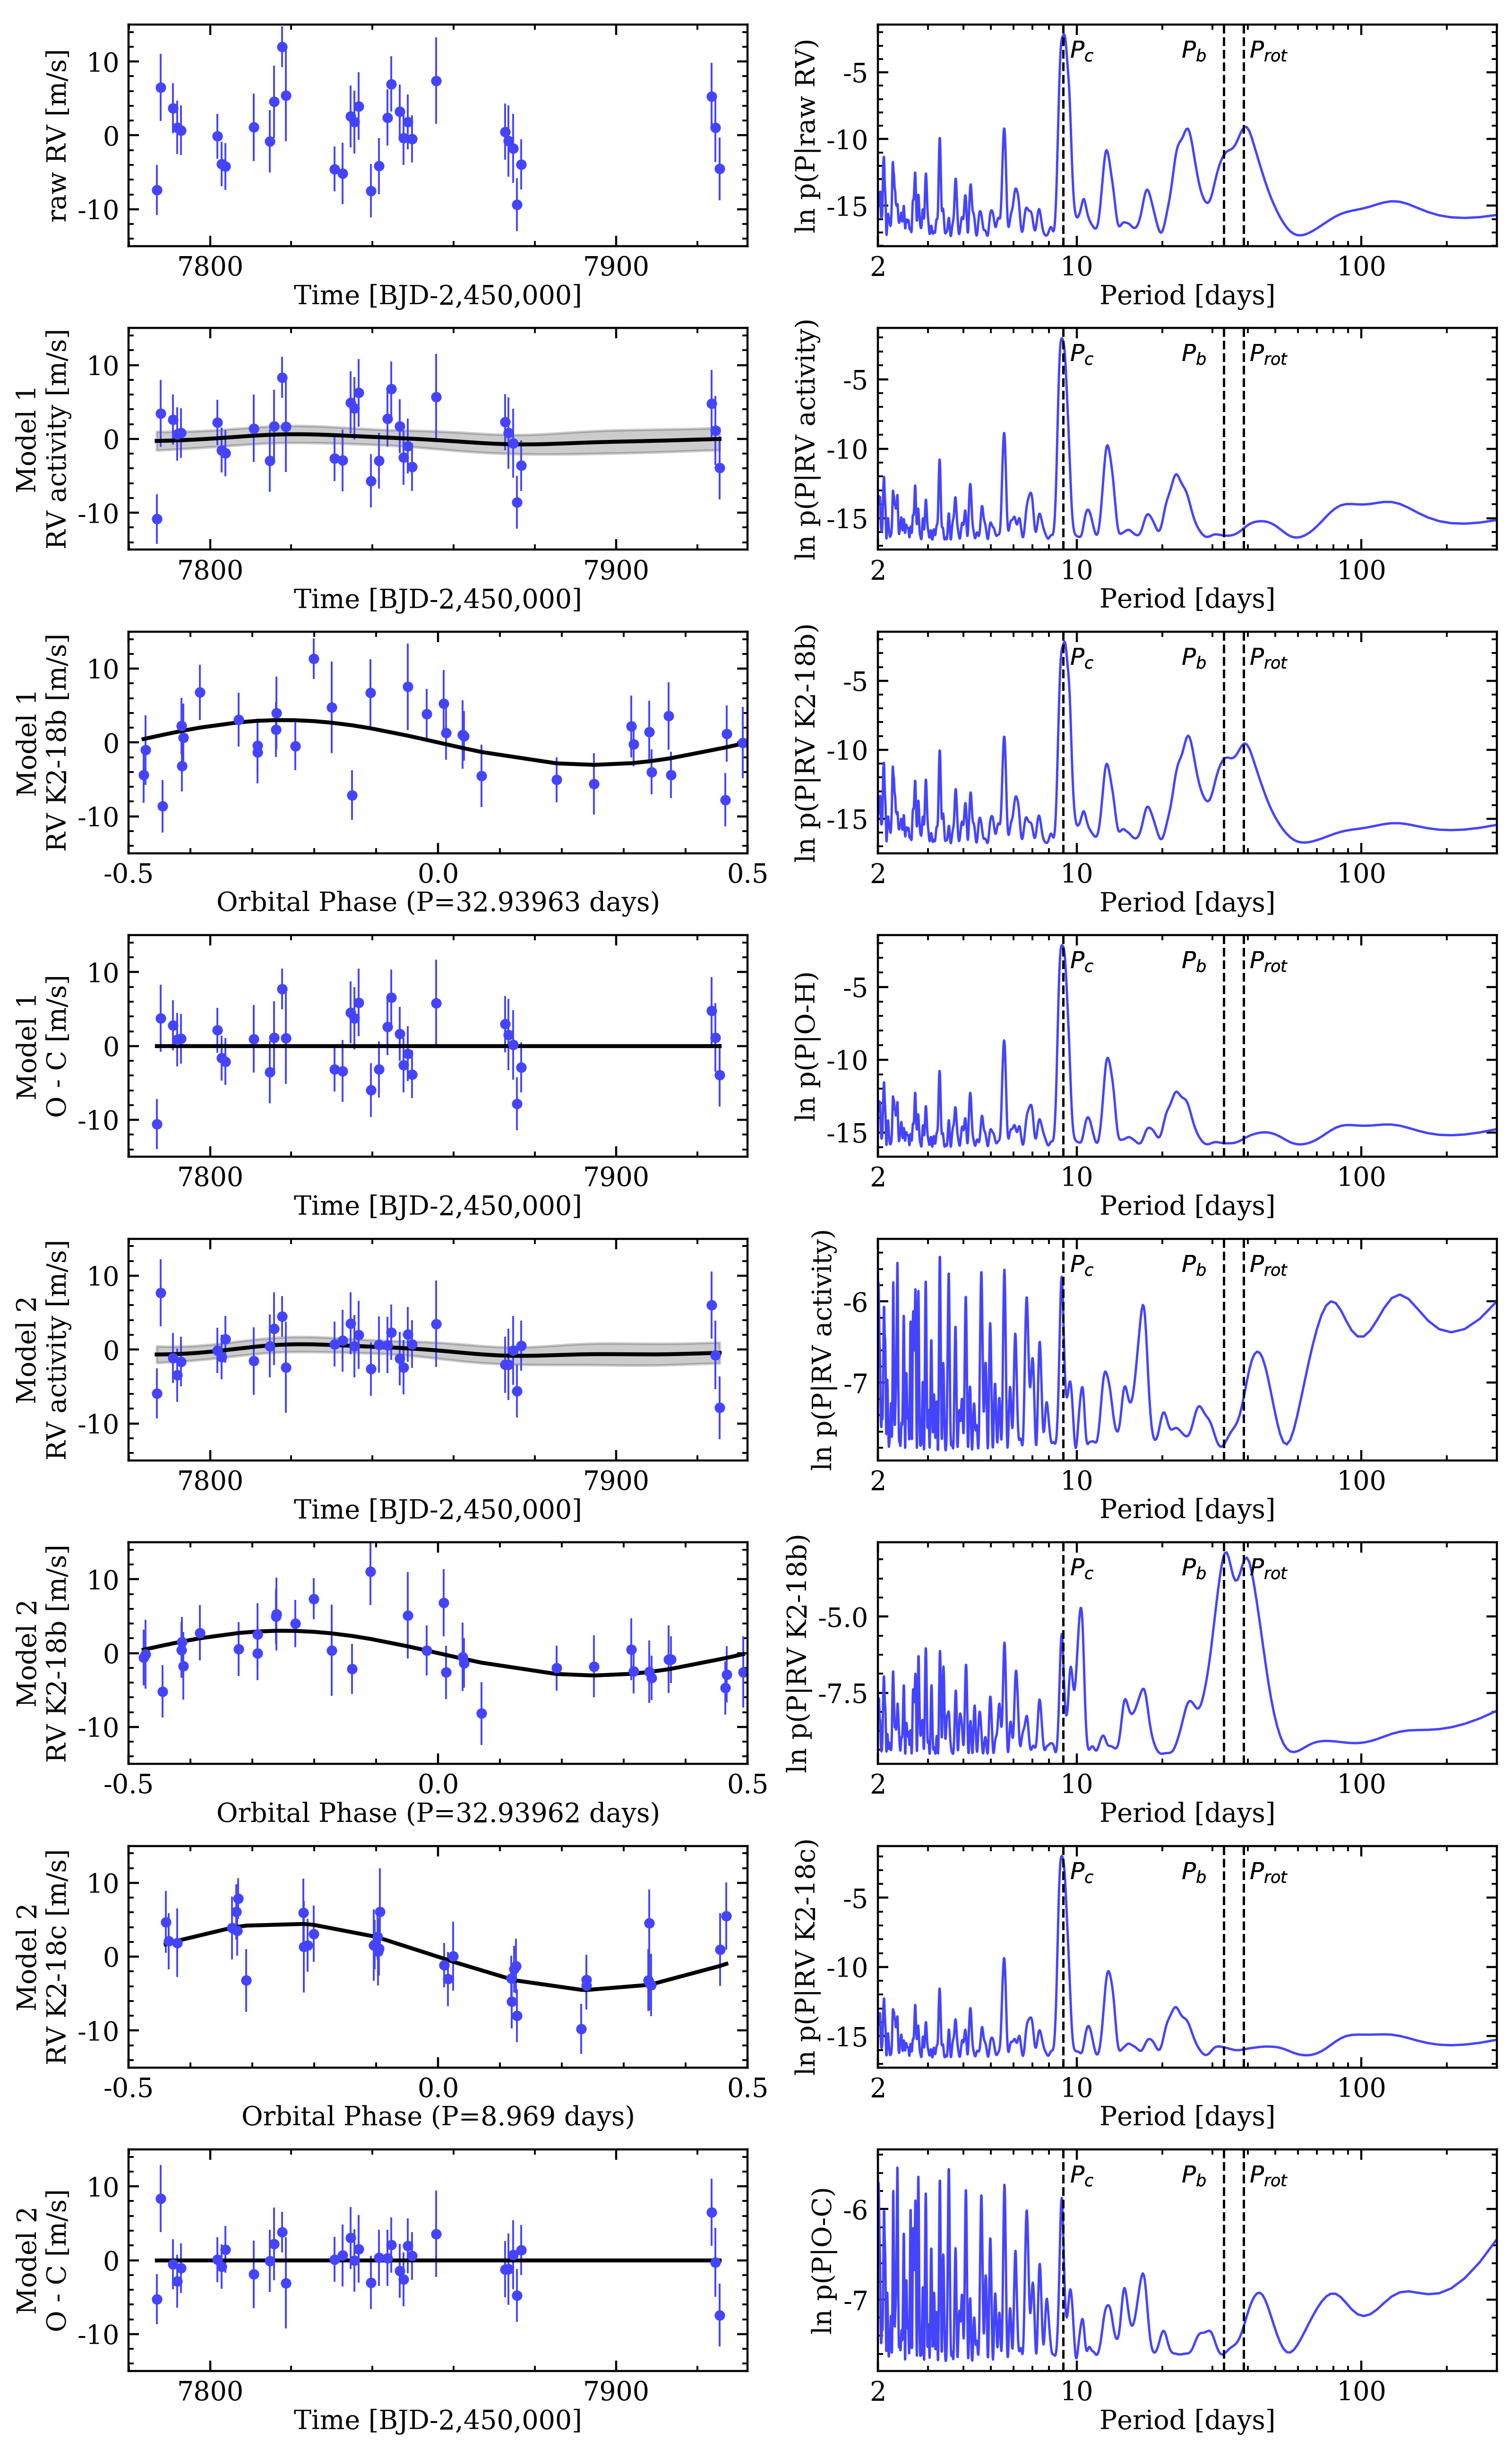 raw RV [m/s]
10
0
-10
7800
7900
Time [BJD-2,450,000]
ln p(P|raw RV)
-5
-10
-15
P_c
P_b
P_rot
2
10
100
Period [days]
Model 1
RV activity [m/s]
10
0
-10
7800
7900
Time [BJD-2,450,000]
ln p(P|RV activity)
-5
-10
-15
P_c
P_b
P_rot
2
10
100
Period [days]
Model 1
RV K2-18b [m/s]
10
0
-10
-0.5
0.0
0.5
Orbital Phase (P=32.93963 days)
ln p(P|RV K2-18b)
-5
-10
-15
P_c
P_b
P_rot
2
10
100
Period [days]
Model 1
O - C [m/s]
10
0
-10
7800
7900
Time [BJD-2,450,000]
ln p(P|O-H)
-5
-10
-15
P_c
P_b
P_rot
2
10
100
Period [days]
Model 2
RV activity [m/s]
10
0
-10
7800
7900
Time [BJD-2,450,000]
ln p(P|RV activity)
-6
-7
P_c
P_b
P_rot
2
10
100
Period [days]
Model 2
RV K2-18b [m/s]
10
0
-10
-0.5
0.0
0.5
Orbital Phase (P=32.93962 days)
ln p(P|RV K2-18b)
-5.0
-7.5
P_c
P_b
P_rot
2
10
100
Period [days]
Model 2
RV K2-18c [m/s]
10
0
-10
-0.5
0.0
0.5
Orbital Phase (P=8.969 days)
ln p(P|RV K2-18c)
-5
-10
-15
P_c
P_b
P_rot
2
10
100
Period [days]
Model 2
O - C [m/s]
10
0
-10
7800
7900
Time [BJD-2,450,000]
ln p(P|O-C)
-6
-7
P_c
P_b
P_rot
2
10
100
Period [days]